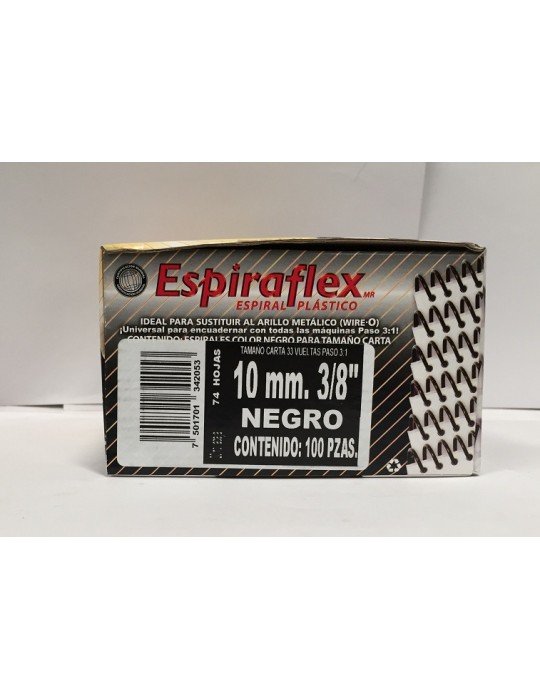 Espiraflex MR
ESPIRAL PLÁSTICO
IDEAL PARA SUSTITUIR AL ARILLO METÁLICO (WIRE-O)
¡Universal para encuadernar con todas las máquinas Paso 3:1!
CONTENIDO: ESPIRALES COLOR NEGRO PARA TAMAÑO CARTA
TAMAÑO CARTA 33 VUELTAS PASO 3:1
74 HOJAS
10 mm. 3/8"
NEGRO
CONTENIDO: 100 PZAS.
7 501701 342053